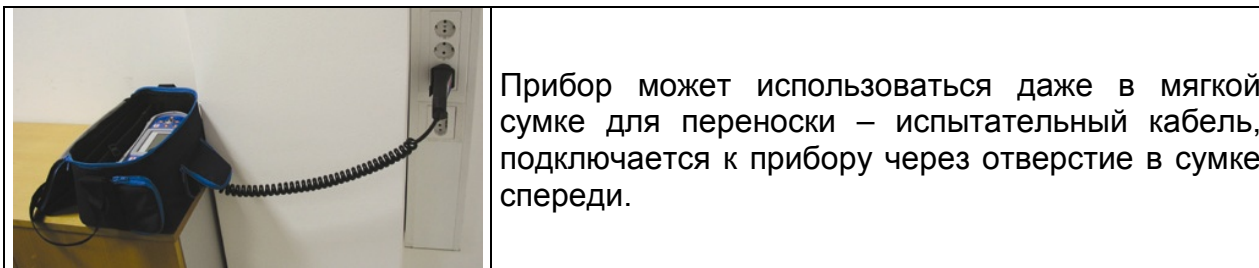 Прибор может использоваться даже в мягкой
сумке для переноски – испытательный кабель,
подключается к прибору через отверстие в сумке
спереди.